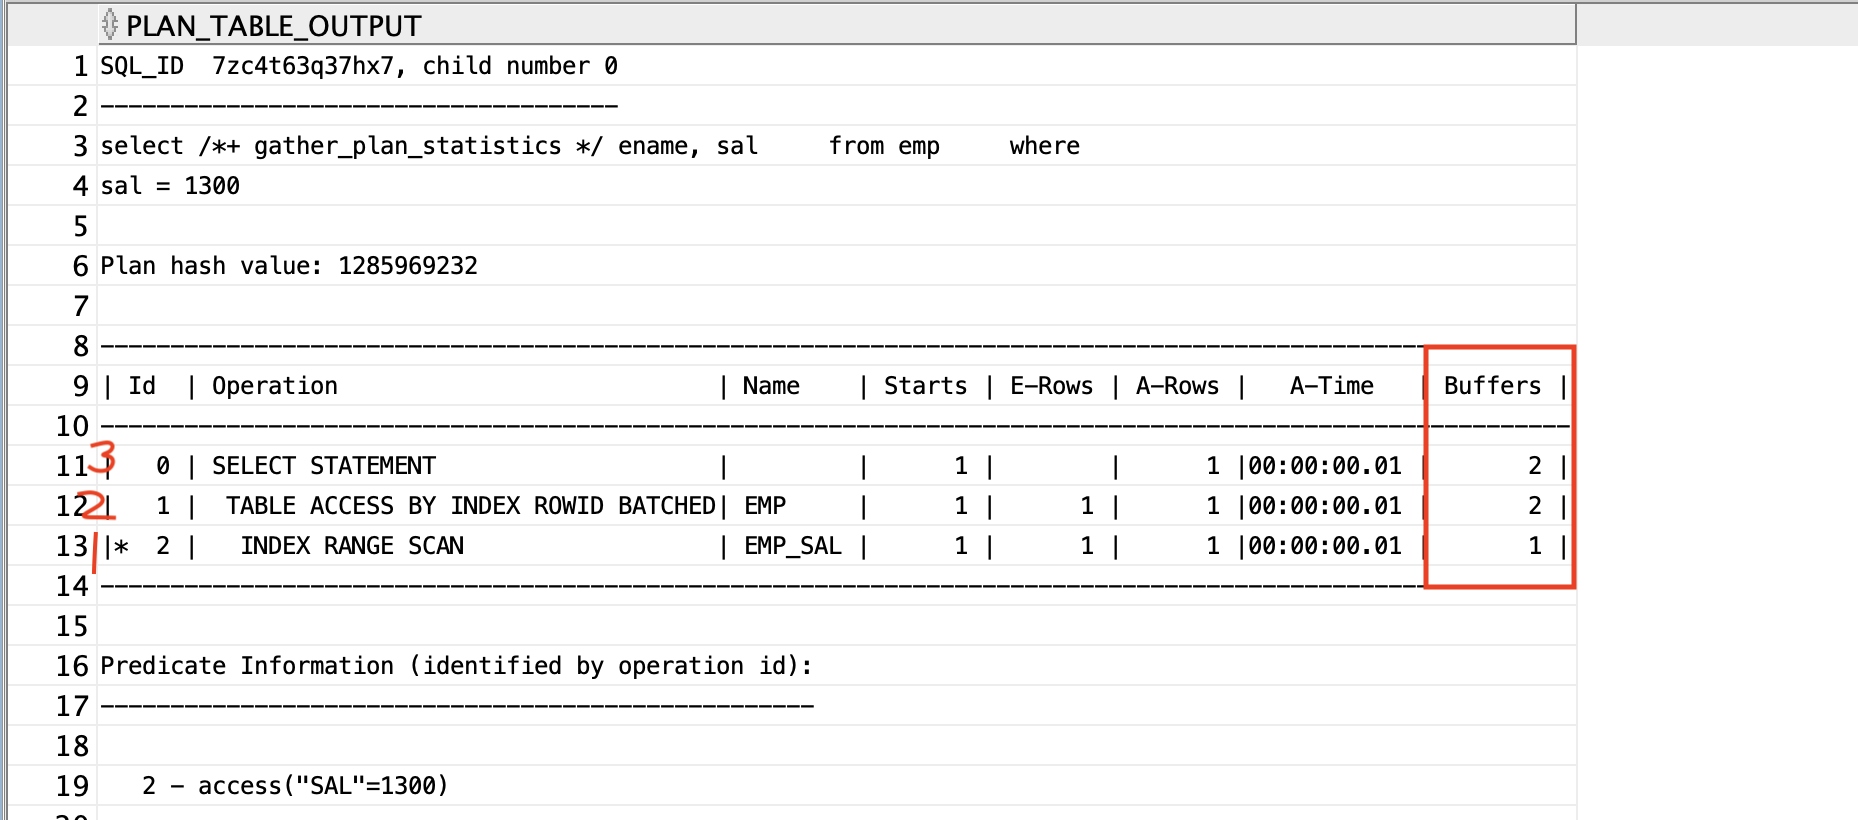 PLAN_TABLE_OUTPUT
1 SQL_ID  7zc4t63q37hx7, child number 0
2 -------------------------------------
3 select /*+ gather_plan_statistics */ ename, sal     from emp     where
4 sal = 1300
5
6 Plan hash value: 1285969232
7
8 -----------------------------------------------------------------------------------------------
9 | Id  | Operation                           | Name    | Starts | E-Rows | A-Rows |   A-Time   | Buffers |
10 -----------------------------------------------------------------------------------------------
11 3 |   0 | SELECT STATEMENT                    |         |      1 |        |      1 |00:00:00.01 |       2 |
12 2 |   1 |  TABLE ACCESS BY INDEX ROWID BATCHED| EMP     |      1 |      1 |      1 |00:00:00.01 |       2 |
13 1 |*  2 |   INDEX RANGE SCAN                  | EMP_SAL |      1 |      1 |      1 |00:00:00.01 |       1 |
14 -----------------------------------------------------------------------------------------------
15
16 Predicate Information (identified by operation id):
17 ---------------------------------------------------
18
19    2 - access("SAL"=1300)